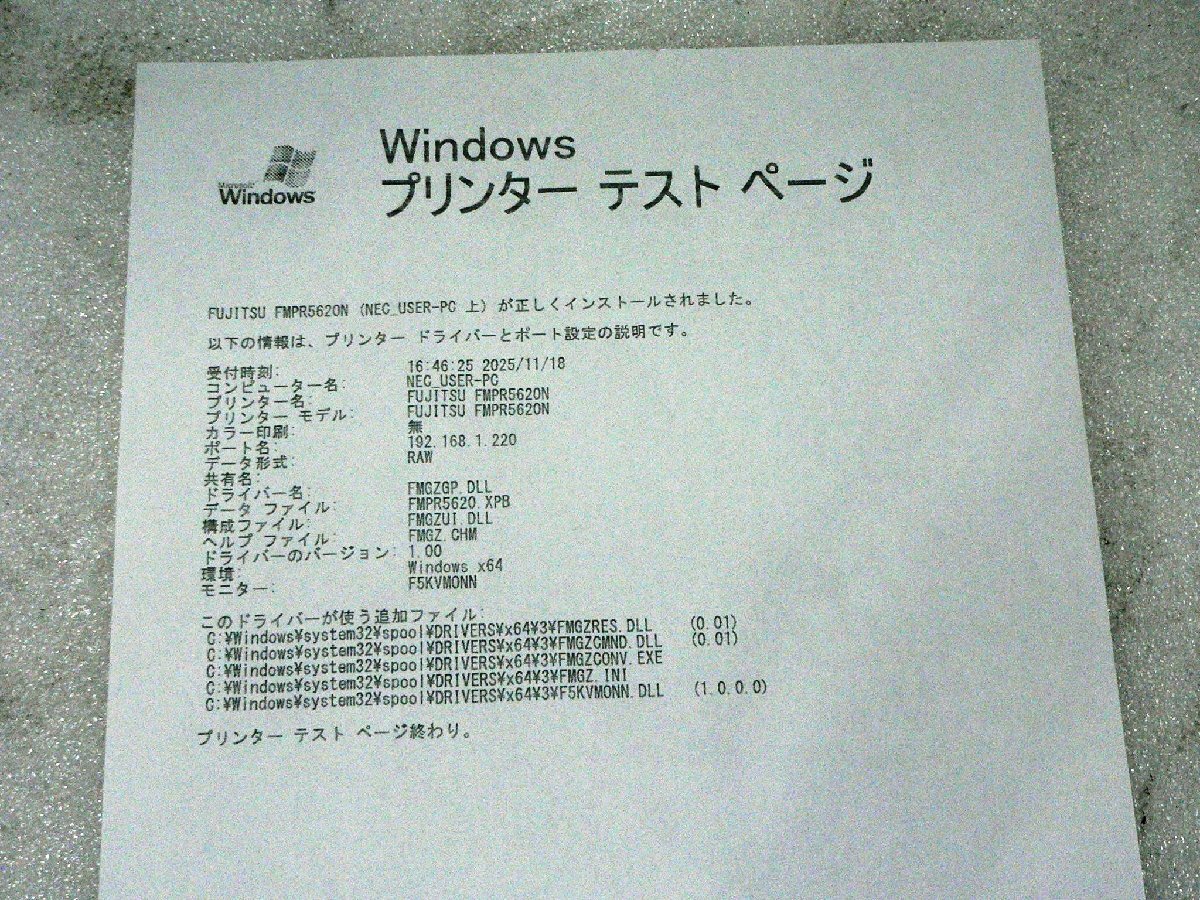 Microsoft
Windows
Windows
プリンター テスト ページ
FUJITSU FMPR5620N (NEC_USER-PC 上) が正しくインストールされました。
以下の情報は、プリンター ドライバーとポート設定の説明です。
受付時刻: 16:46:25 2025/11/18
コンピューター名: NEC_USER-PC
プリンター名: FUJITSU FMPR5620N
プリンター モデル: FUJITSU FMPR5620N
カラー印刷: 無
ポート名: 192.168.1.220
データ形式: RAW
共有名:
ドライバー名: FMGZGP.DLL
データ ファイル: FMPR5620.XPB
構成ファイル: FMGZUI.DLL
ヘルプ ファイル: FMGZ.CHM
ドライバーのバージョン: 1.00
環境: Windows x64
モニター: F5KVMONN
このドライバーが使う追加ファイル:
C:¥Windows¥system32¥spool¥DRIVERS¥x64¥3¥FMGZRES.DLL (0.01)
C:¥Windows¥system32¥spool¥DRIVERS¥x64¥3¥FMGZCMND.DLL (0.01)
C:¥Windows¥system32¥spool¥DRIVERS¥x64¥3¥FMGZCONV.EXE
C:¥Windows¥system32¥spool¥DRIVERS¥x64¥3¥FMGZ.INI
C:¥Windows¥system32¥spool¥DRIVERS¥x64¥3¥F5KVMONN.DLL (1.0.0.0)
プリンター テスト ページ終わり。